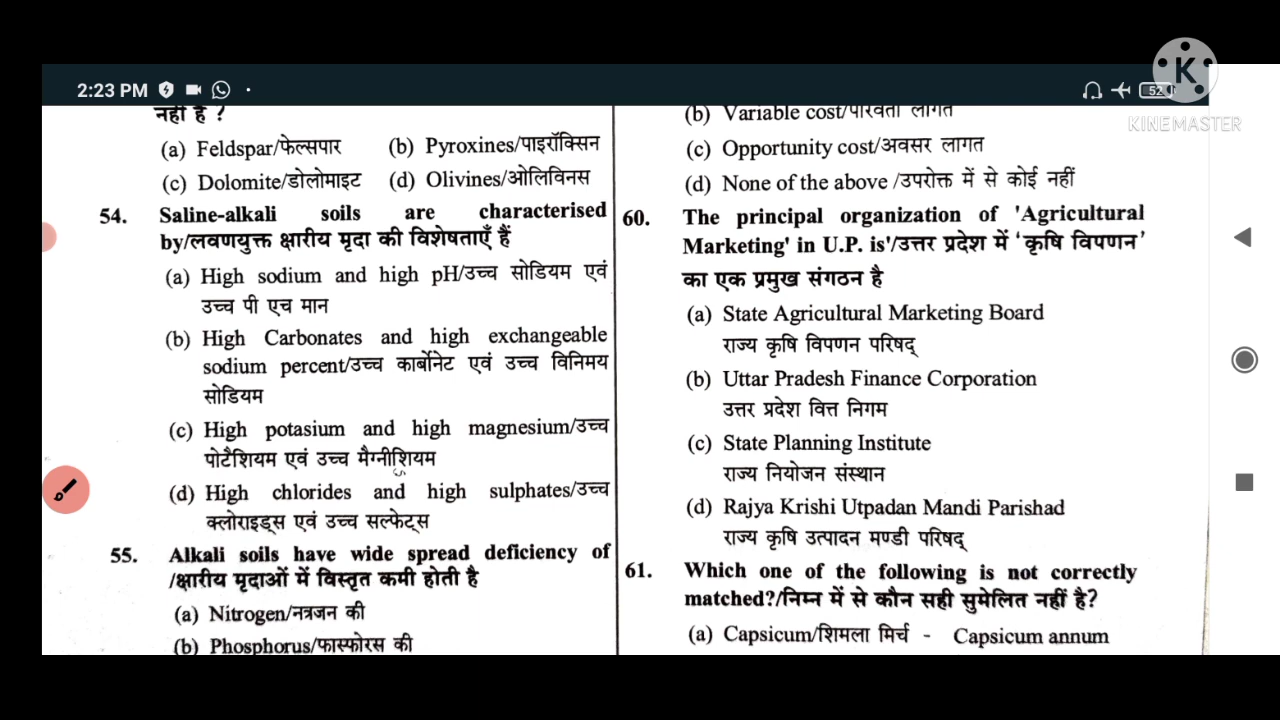 2:23 PM
52
K
KINEMASTER
नहीं है ?
(a) Feldspar/फेल्सपार (b) Pyroxines/पाइरॉक्सिन
(c) Dolomite/डोलोमाइट (d) Olivines/ओलिविनस
54. Saline-alkali soils are characterised
by/लवणयुक्त क्षारीय मृदा की विशेषताएँ हैं
(a) High sodium and high pH/उच्च सोडियम एवं
उच्च पी एच मान
(b) High Carbonates and high exchangeable
sodium percent/उच्च कार्बोनेट एवं उच्च विनिमय
सोडियम
(c) High potasium and high magnesium/उच्च
पोटैशियम एवं उच्च मैग्नीशियम
(d) High chlorides and high sulphates/उच्च
क्लोराइड्स एवं उच्च सल्फेट्स
55. Alkali soils have wide spread deficiency of
/क्षारीय मृदाओं में विस्तृत कमी होती है
(a) Nitrogen/नत्रजन की
(b) Phosphorus/फास्फोरस की
(b) Variable cost/परिवर्ती लागत
(c) Opportunity cost/अवसर लागत
(d) None of the above /उपरोक्त में से कोई नहीं
60. The principal organization of 'Agricultural
Marketing' in U.P. is'/उत्तर प्रदेश में 'कृषि विपणन'
का एक प्रमुख संगठन है
(a) State Agricultural Marketing Board
राज्य कृषि विपणन परिषद्
(b) Uttar Pradesh Finance Corporation
उत्तर प्रदेश वित्त निगम
(c) State Planning Institute
राज्य नियोजन संस्थान
(d) Rajya Krishi Utpadan Mandi Parishad
राज्य कृषि उत्पादन मण्डी परिषद्
61. Which one of the following is not correctly
matched?/निम्न में से कौन सही सुमेलित नहीं है?
(a) Capsicum/शिमला मिर्च - Capsicum annum